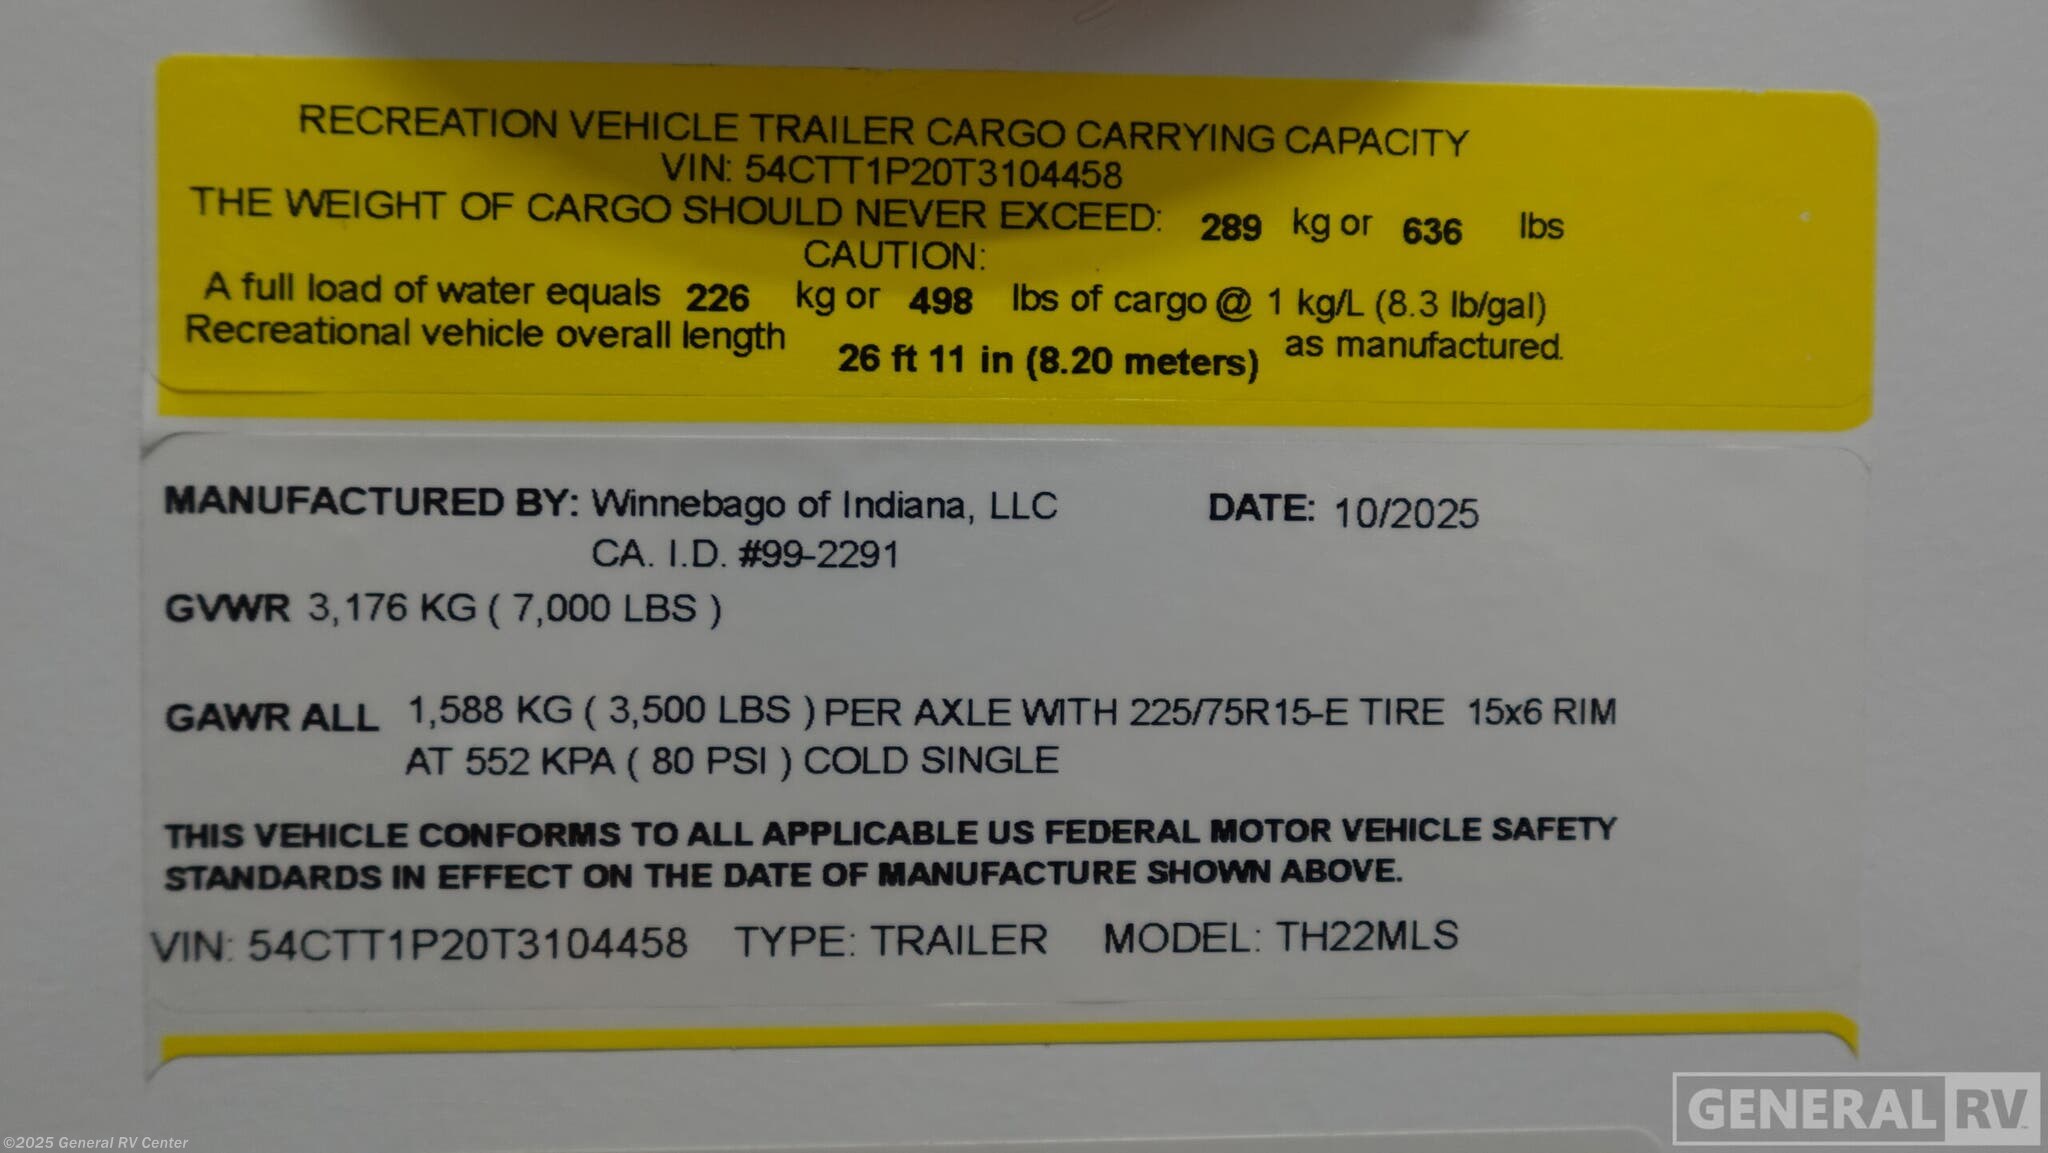 RECREATION VEHICLE TRAILER CARGO CARRYING CAPACITY
VIN: 54CTT1P20T3104458
THE WEIGHT OF CARGO SHOULD NEVER EXCEED: 289 kg or 636 lbs
CAUTION:
A full load of water equals 226 kg or 498 lbs of cargo @ 1 kg/L (8.3 lb/gal)
Recreational vehicle overall length 26 ft 11 in (8.20 meters) as manufactured.
MANUFACTURED BY: Winnebago of Indiana, LLC DATE: 10/2025
CA. I.D. #99-2291
GVWR 3,176 KG ( 7,000 LBS )
GAWR ALL 1,588 KG ( 3,500 LBS ) PER AXLE WITH 225/75R15-E TIRE 15x6 RIM
AT 552 KPA ( 80 PSI ) COLD SINGLE
THIS VEHICLE CONFORMS TO ALL APPLICABLE US FEDERAL MOTOR VEHICLE SAFETY
STANDARDS IN EFFECT ON THE DATE OF MANUFACTURE SHOWN ABOVE.
VIN: 54CTT1P20T3104458 TYPE: TRAILER MODEL: TH22MLS
GENERAL RV
©2025 General RV Center